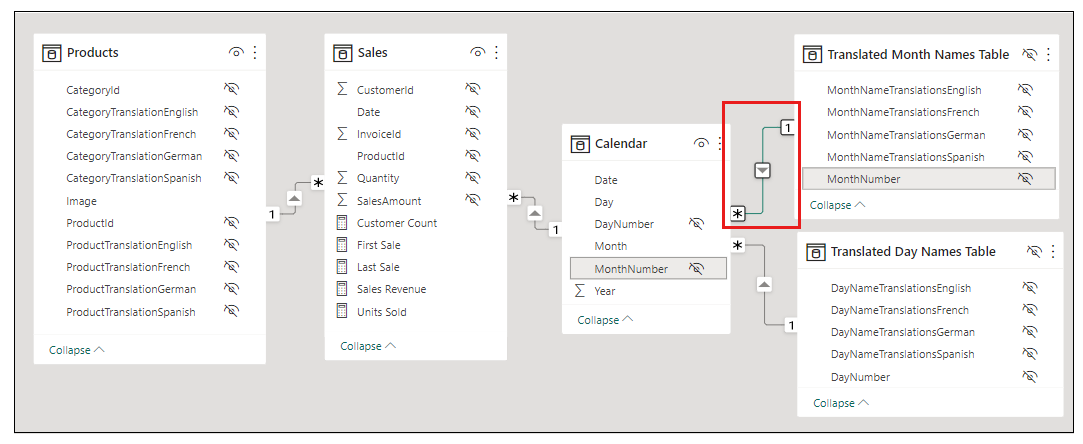 Products
CategoryId
CategoryTranslationEnglish
CategoryTranslationFrench
CategoryTranslationGerman
CategoryTranslationSpanish
Image
ProductId
ProductTranslationEnglish
ProductTranslationFrench
ProductTranslationGerman
ProductTranslationSpanish
Collapse
1
*
Sales
CustomerId
Date
InvoiceId
ProductId
Quantity
SalesAmount
Customer Count
First Sale
Last Sale
Sales Revenue
Units Sold
Collapse
*
1
Calendar
Date
Day
DayNumber
Month
MonthNumber
Year
Collapse
1
*
*
1
Translated Month Names Table
MonthNameTranslationsEnglish
MonthNameTranslationsFrench
MonthNameTranslationsGerman
MonthNameTranslationsSpanish
MonthNumber
Collapse
Translated Day Names Table
DayNameTranslationsEnglish
DayNameTranslationsFrench
DayNameTranslationsGerman
DayNameTranslationsSpanish
DayNumber
Collapse